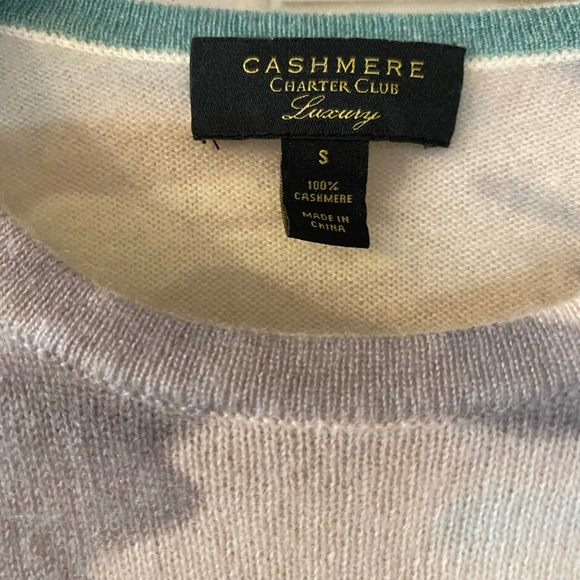 CASHMERE
CHARTER CLUB
Luxury
S
100%
CASHMERE
MADE IN
CHINA